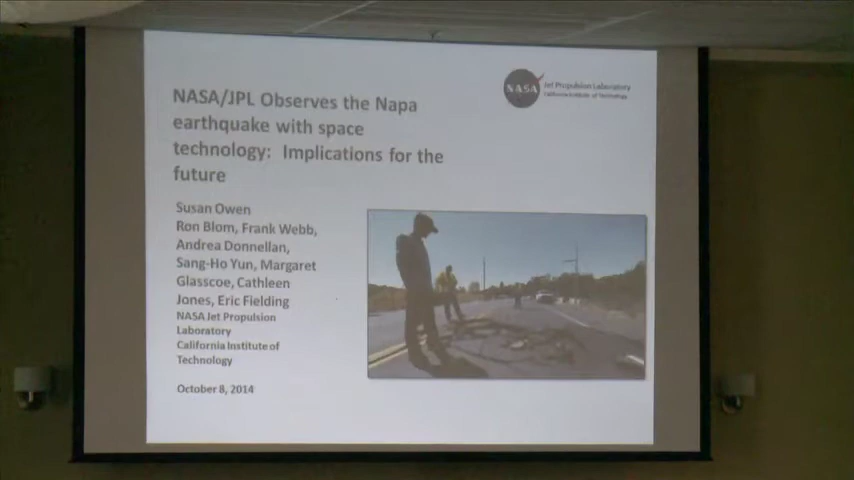 NASA
Jet Propulsion Laboratory
California Institute of Technology
NASA/JPL Observes the Napa
earthquake with space
technology: Implications for the
future
Susan Owen
Ron Blom, Frank Webb,
Andrea Donnellan,
Sang-Ho Yun, Margaret
Glasscoe, Cathleen
Jones, Eric Fielding
NASA Jet Propulsion
Laboratory
California Institute of
Technology
October 8, 2014